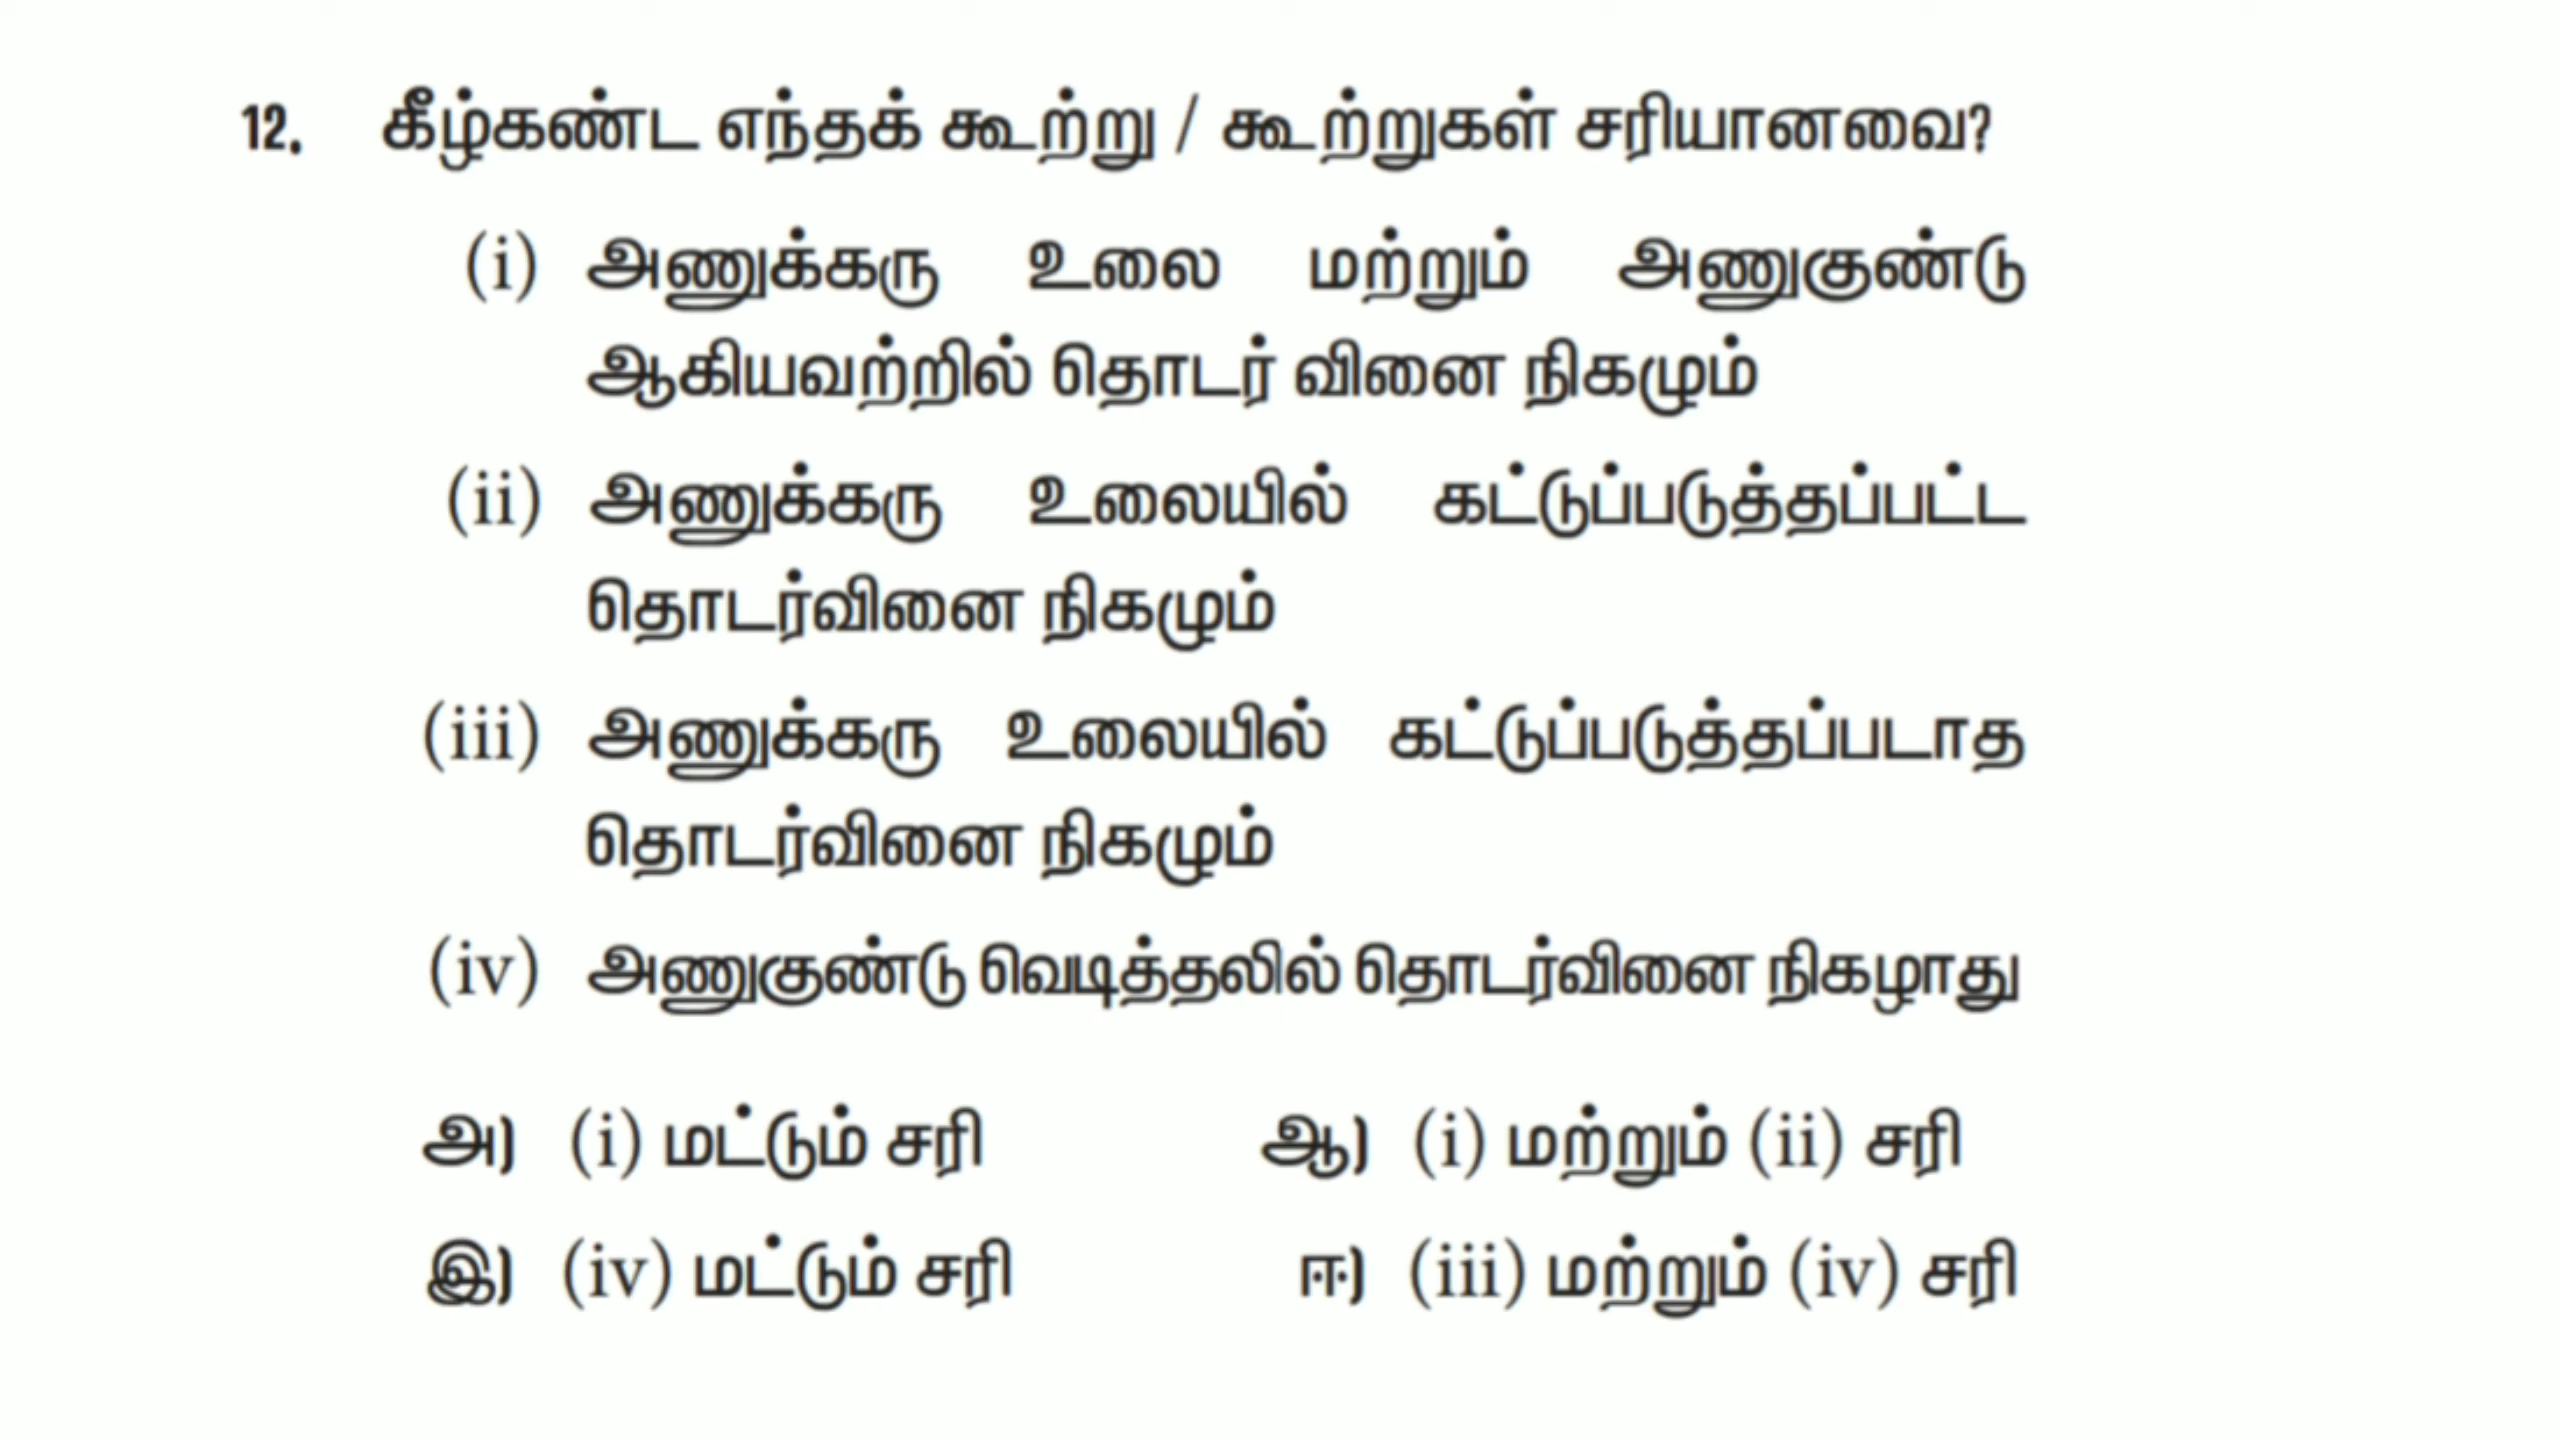 12. கீழ்கண்ட எந்தக் கூற்று / கூற்றுகள் சரியானவை?
(i) அணுக்கரு உலை மற்றும் அணுகுண்டு
ஆகியவற்றில் தொடர் வினை நிகழும்
(ii) அணுக்கரு உலையில் கட்டுப்படுத்தப்பட்ட
தொடர்வினை நிகழும்
(iii) அணுக்கரு உலையில் கட்டுப்படுத்தப்படாத
தொடர்வினை நிகழும்
(iv) அணுகுண்டு வெடித்தலில் தொடர்வினை நிகழாது
அ) (i) மட்டும் சரி ஆ) (i) மற்றும் (ii) சரி
இ) (iv) மட்டும் சரி ஈ) (iii) மற்றும் (iv) சரி